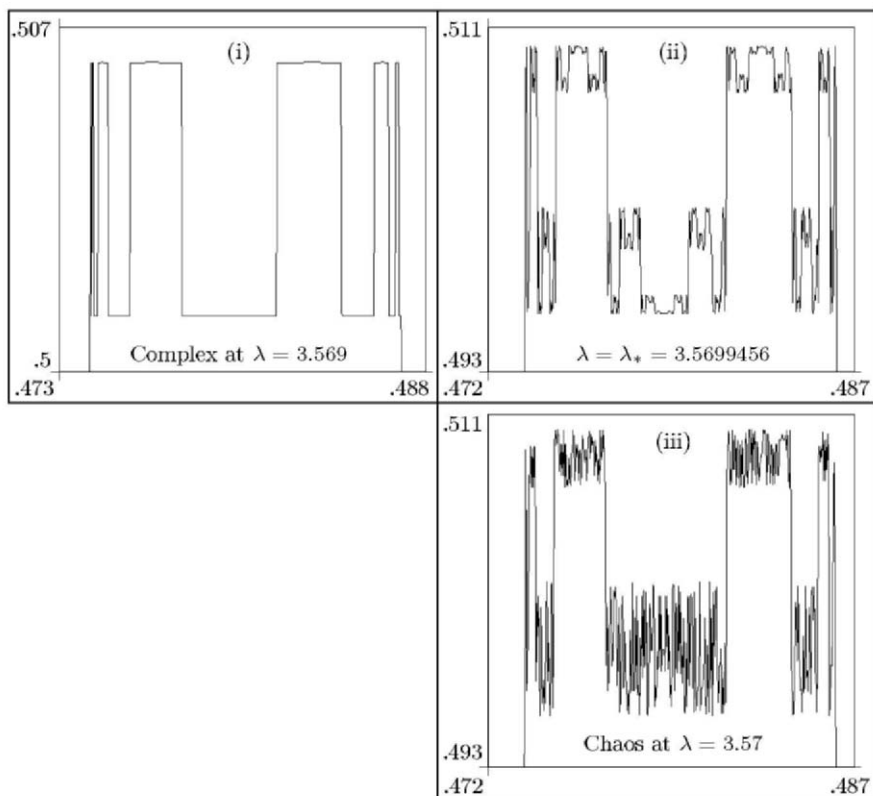 .507
(i)
.5
Complex at λ = 3.569
.473
.488
.511
(ii)
.493
λ = λ* = 3.5699456
.472
.487
.511
(iii)
.493
Chaos at λ = 3.57
.472
.487